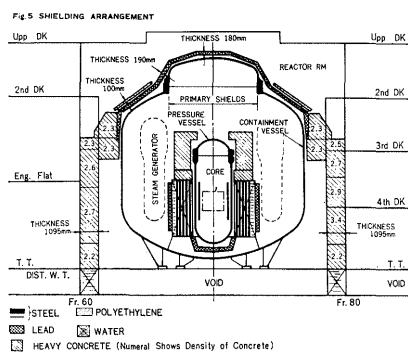 Fig.5 SHIELDING ARRANGEMENT
Upp DK
THICKNESS 180mm
Upp DK
THICKNESS 190mm
REACTOR RM
THICKNESS
100mm
2nd DK
PRIMARY SHIELDS
2nd DK
PRESSURE
VESSEL
CONTAINMENT
VESSEL
2.3
2.3
2.3
2.3
2.3
2.5
3rd DK
STEAM GENERATOR
CORE
2.6
2.7
Eng. Flat
2.9
2.7
3.4
4th DK
THICKNESS
1095mm
THICKNESS
1095mm
2.2
2.2
T. T.
T. T.
DIST. W. T.
VOID
VOID
Fr. 60
Fr. 80
STEEL
POLYETHYLENE
LEAD
WATER
HEAVY CONCRETE (Numeral Shows Density of Concrete)